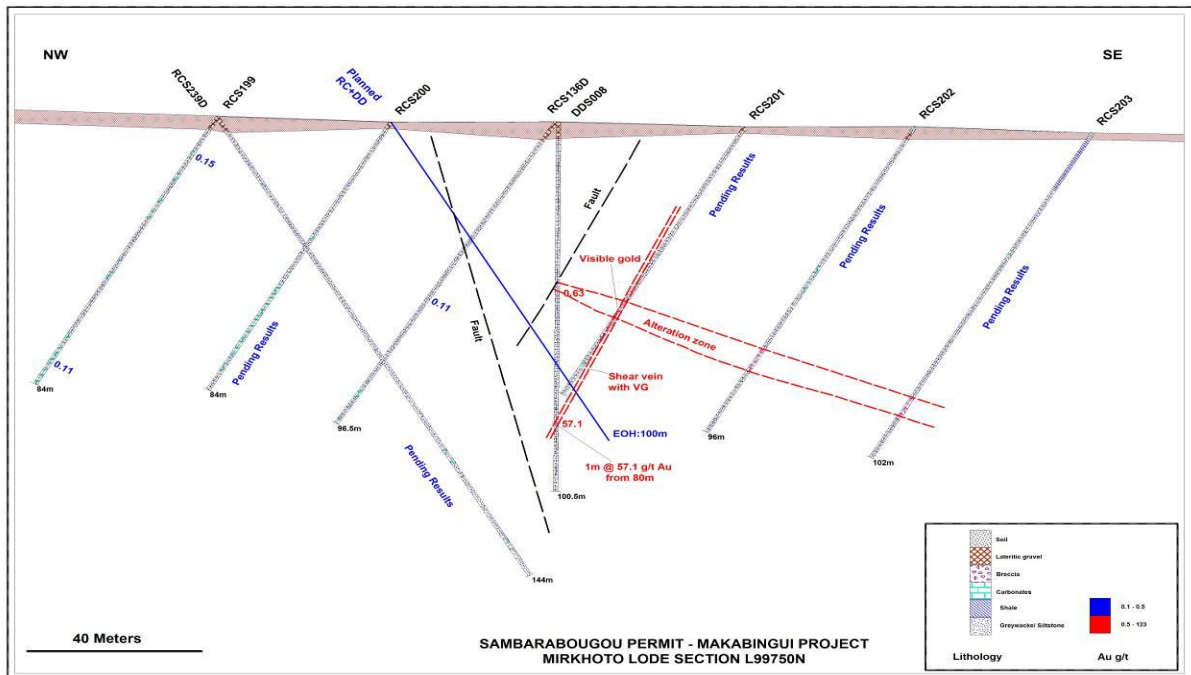 NW
SE
RCS239D
RCS199
Planned
RC+DD
RCS200
RCS136D
DDS008
RCS201
RCS202
RCS203
0.15
0.11
84m
Pending Results
84m
0.11
96.5m
Pending Results
144m
Fault
Fault
Visible gold
0.63
Alteration zone
Shear vein
with VG
57.1
EOH:100m
1m @ 57.1 g/t Au
from 80m
100.5m
Pending Results
Pending Results
96m
Pending Results
102m
40 Meters
SAMBARABOUGOU PERMIT - MAKABINGUI PROJECT
MIRKHOTO LODE SECTION L99750N
Soil
Lateritic gravel
Breccia
Carbonates
Shale
Greywacke/ Siltstone
Lithology
0.1 - 0.5
0.5 - 123
Au g/t